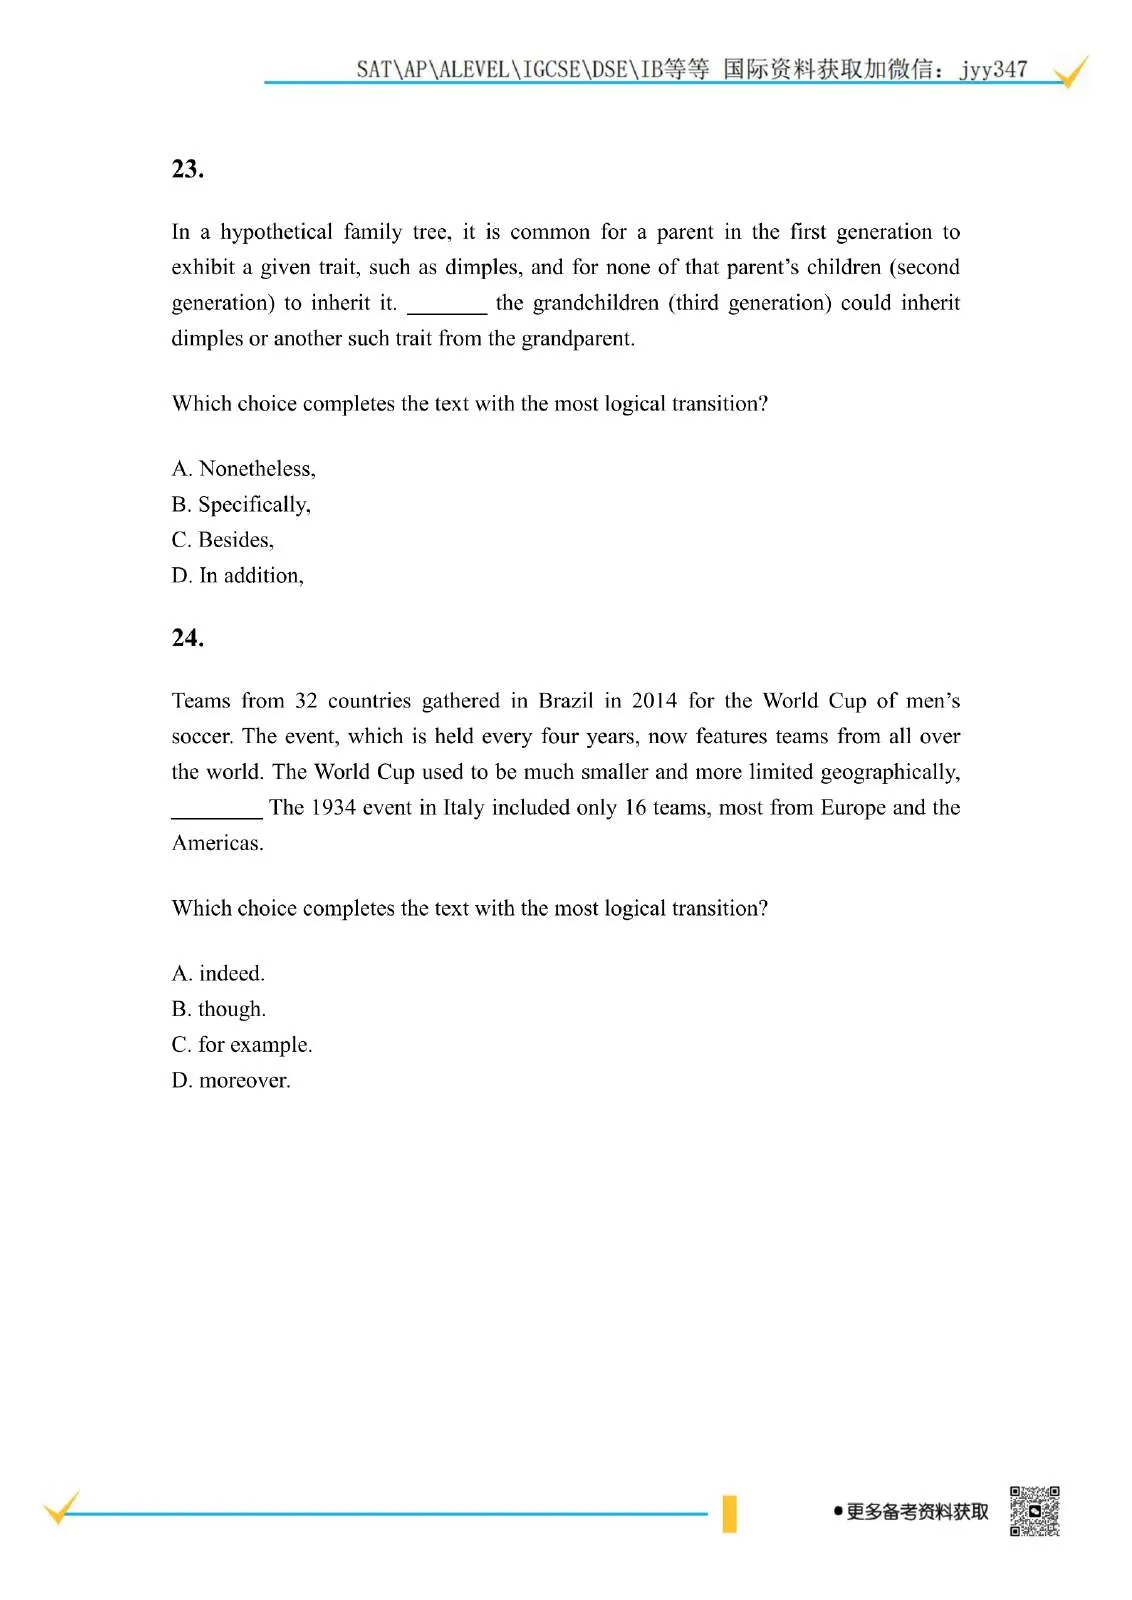 SAT\AP\ALEVEL\IGCSE\DSE\IB等等 国际资料获取加微信：jyy347
23.
In a hypothetical family tree, it is common for a parent in the first generation to
exhibit a given trait, such as dimples, and for none of that parent’s children (second
generation) to inherit it. _______ the grandchildren (third generation) could inherit
dimples or another such trait from the grandparent.
Which choice completes the text with the most logical transition?
A. Nonetheless,
B. Specifically,
C. Besides,
D. In addition,
24.
Teams from 32 countries gathered in Brazil in 2014 for the World Cup of men’s
soccer. The event, which is held every four years, now features teams from all over
the world. The World Cup used to be much smaller and more limited geographically,
________ The 1934 event in Italy included only 16 teams, most from Europe and the
Americas.
Which choice completes the text with the most logical transition?
A. indeed.
B. though.
C. for example.
D. moreover.
●更多备考资料获取